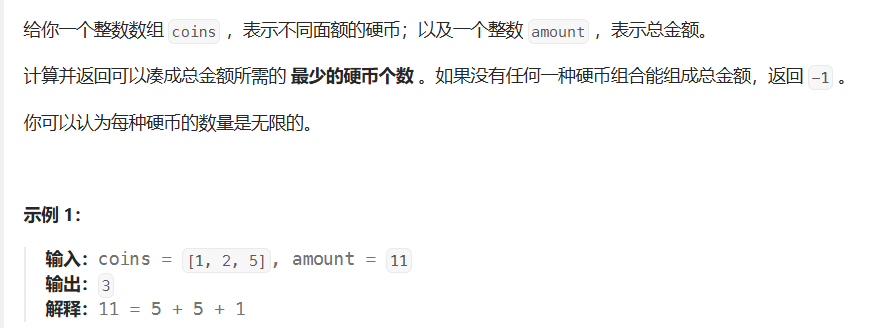 给你一个整数数组 coins ，表示不同面额的硬币；以及一个整数 amount ，表示总金额。
计算并返回可以凑成总金额所需的 最少的硬币个数 。如果没有任何一种硬币组合能组成总金额，返回 -1 。
你可以认为每种硬币的数量是无限的。
示例 1：
输入：coins = [1, 2, 5], amount = 11
输出：3
解释：11 = 5 + 5 + 1